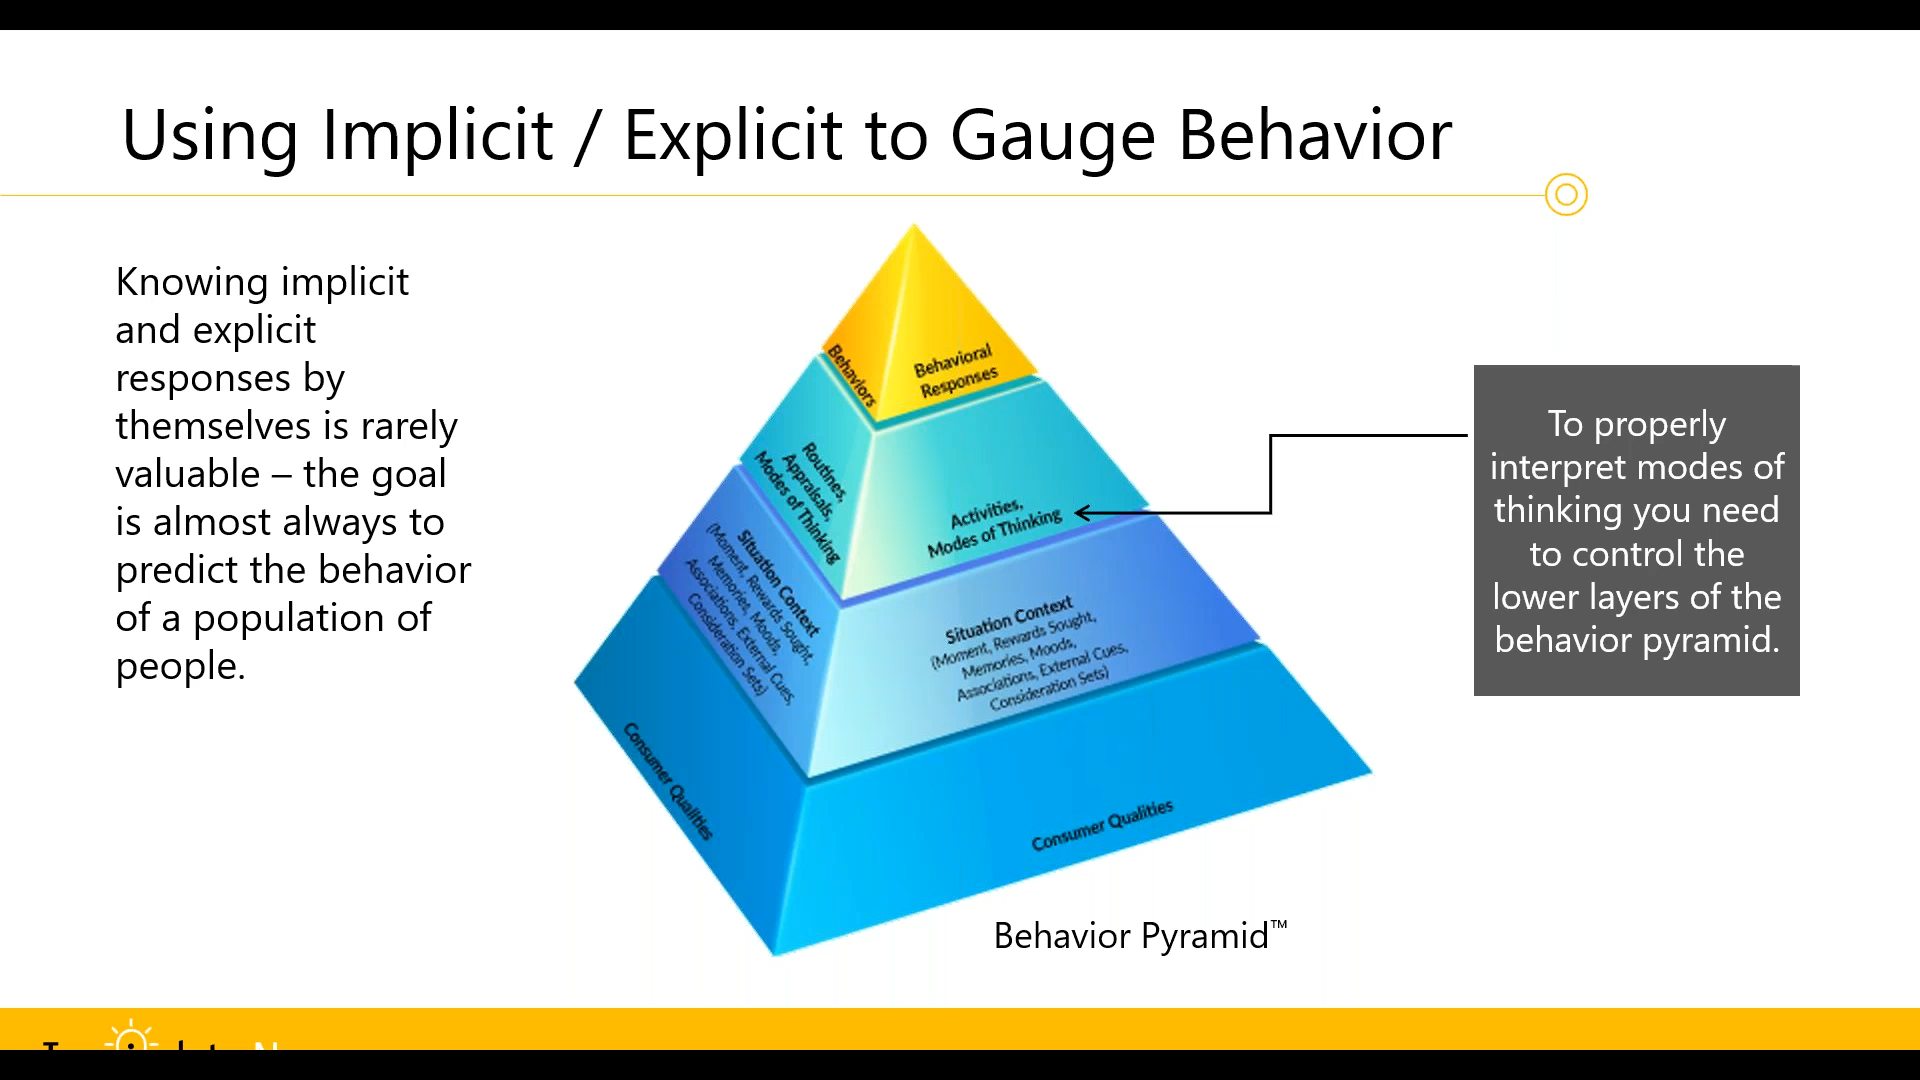 Using Implicit / Explicit to Gauge Behavior
Knowing implicit
and explicit
responses by
themselves is rarely
valuable – the goal
is almost always to
predict the behavior
of a population of
people.
Behaviors
Behavioral
Responses
Routines,
Appraisals,
Modes of Thinking
Activities,
Modes of Thinking
Situation Context
(Moment, Rewards Sought,
Memories, Moods,
Associations, External Cues,
Consideration Sets)
Situation Context
(Moment, Rewards Sought,
Memories, Moods,
Associations, External Cues,
Consideration Sets)
Consumer Qualities
Consumer Qualities
To properly
interpret modes of
thinking you need
to control the
lower layers of the
behavior pyramid.
Behavior Pyramid™